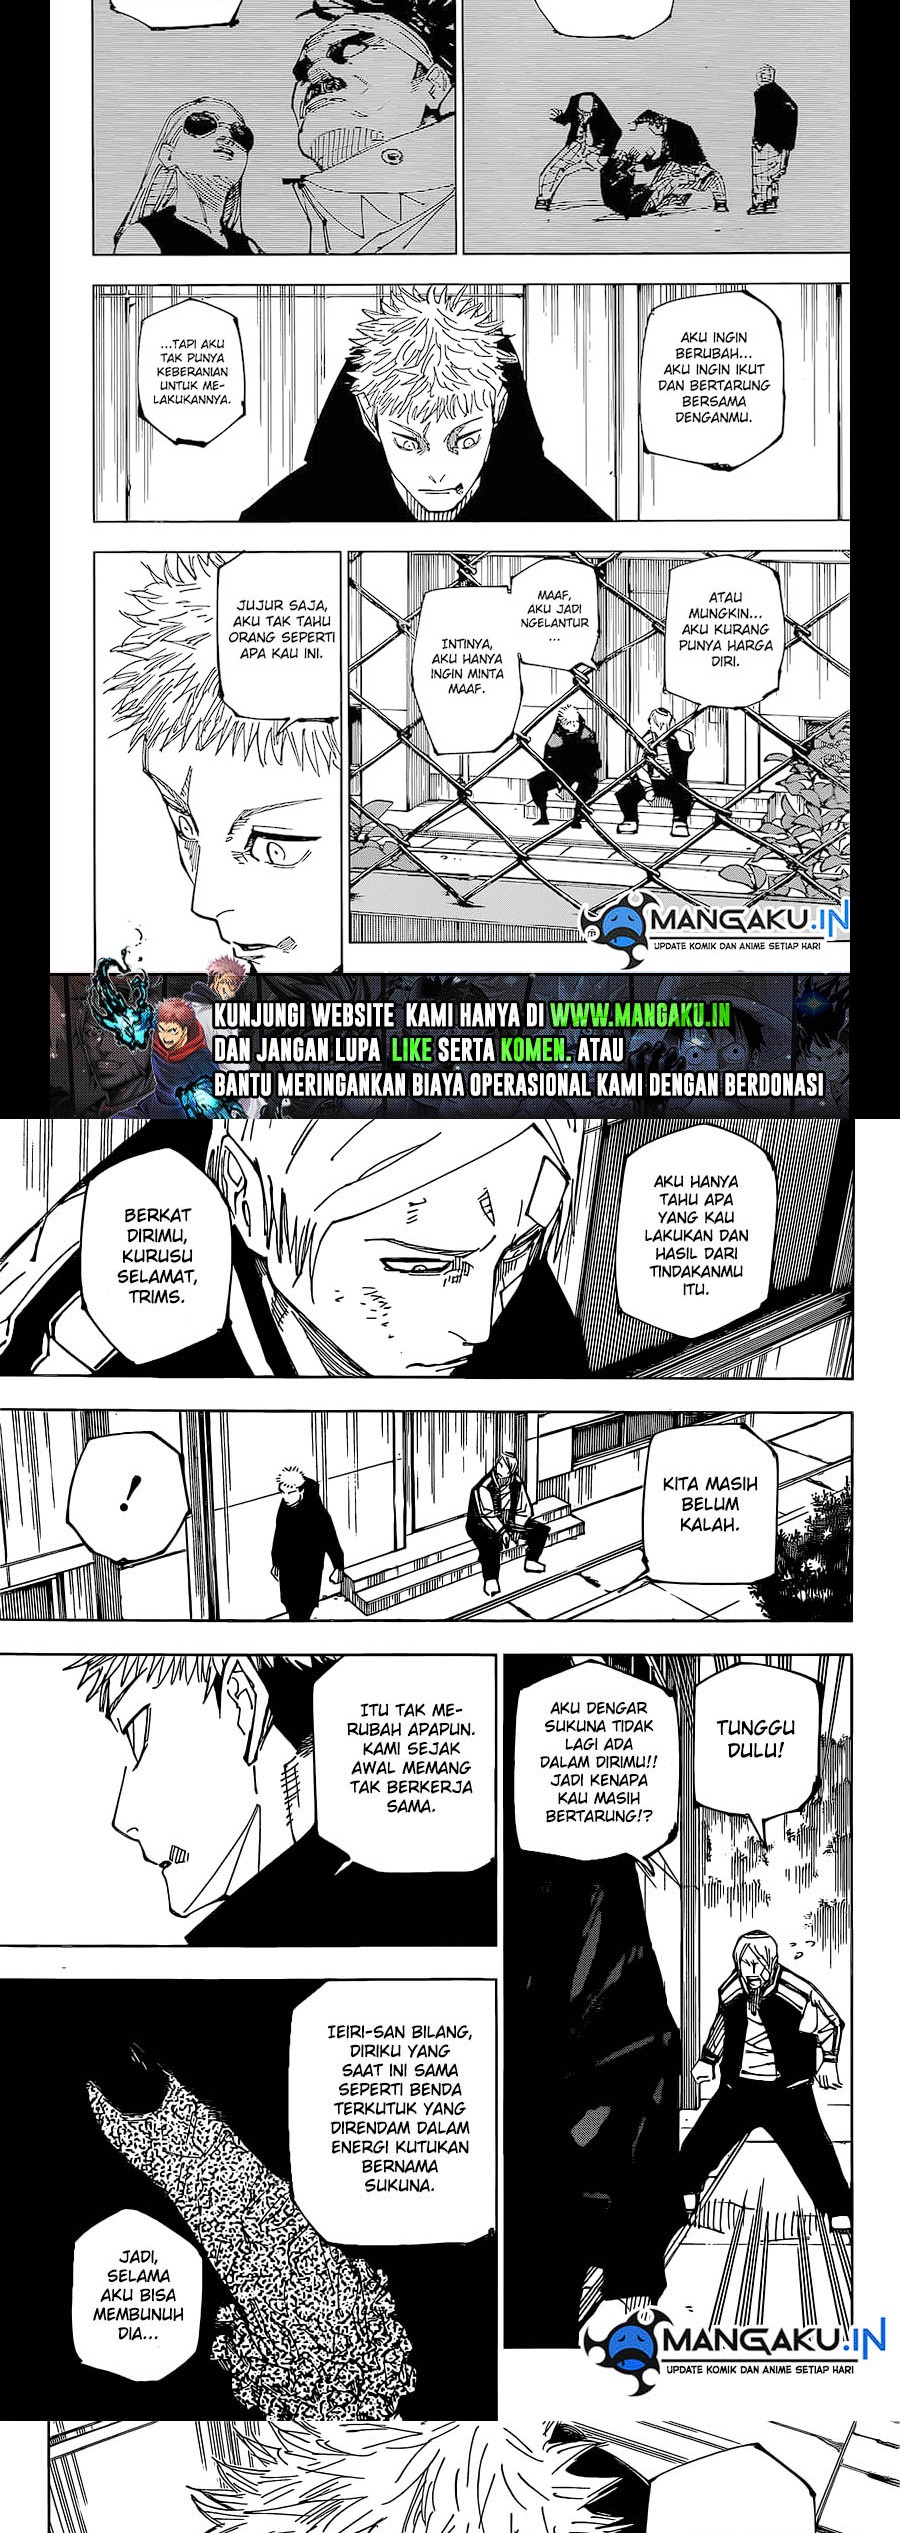 AKU INGIN
BERUBAH...
AKU INGIN IKUT
DAN BERTARUNG
BERSAMA
DENGANMU.
...TAPI AKU
TAK PUNYA
KEBERANIAN
UNTUK ME-
LAKUKANNYA.
ATAU
MUNGKIN...
AKU KURANG
PUNYA HARGA
DIRI.
MAAF,
AKU JADI
NGELANTUR
...
INTINYA,
AKU HANYA
INGIN MINTA
MAAF.
JUJUR SAJA,
AKU TAK TAHU
ORANG SEPERTI
APA KAU INI.
MANGAKU.IN
UPDATE KOMIK DAN ANIME SETIAP HARI
KUNJUNGI WEBSITE KAMI HANYA DI WWW.MANGAKU.IN
DAN JANGAN LUPA LIKE SERTA KOMEN. ATAU
BANTU MERINGANKAN BIAYA OPERASIONAL KAMI DENGAN BERDONASI
AKU HANYA
TAHU APA
YANG KAU
LAKUKAN DAN
HASIL DARI
TINDAKANMU
ITU.
BERKAT
DIRIMU,
KURUSU
SELAMAT,
TRIMS.
KITA MASIH
BELUM
KALAH.
!
TUNGGU
DULU!
AKU DENGAR
SUKUNA TIDAK
LAGI ADA
DALAM DIRIMU!!
JADI KENAPA
KAU MASIH
BERTARUNG!?
ITU TAK ME-
RUBAH APAPUN.
KAMI SEJAK
AWAL MEMANG
TAK BERKERJA
SAMA.
IEIRI-SAN BILANG,
DIRIKU YANG
SAAT INI SAMA
SEPERTI BENDA
TERKUTUK YANG
DIRENDAM DALAM
ENERGI KUTUKAN
BERNAMA
SUKUNA.
JADI,
SELAMA
AKU BISA
MEMBUNUH
DIA...
MANGAKU.IN
UPDATE KOMIK DAN ANIME SETIAP HARI